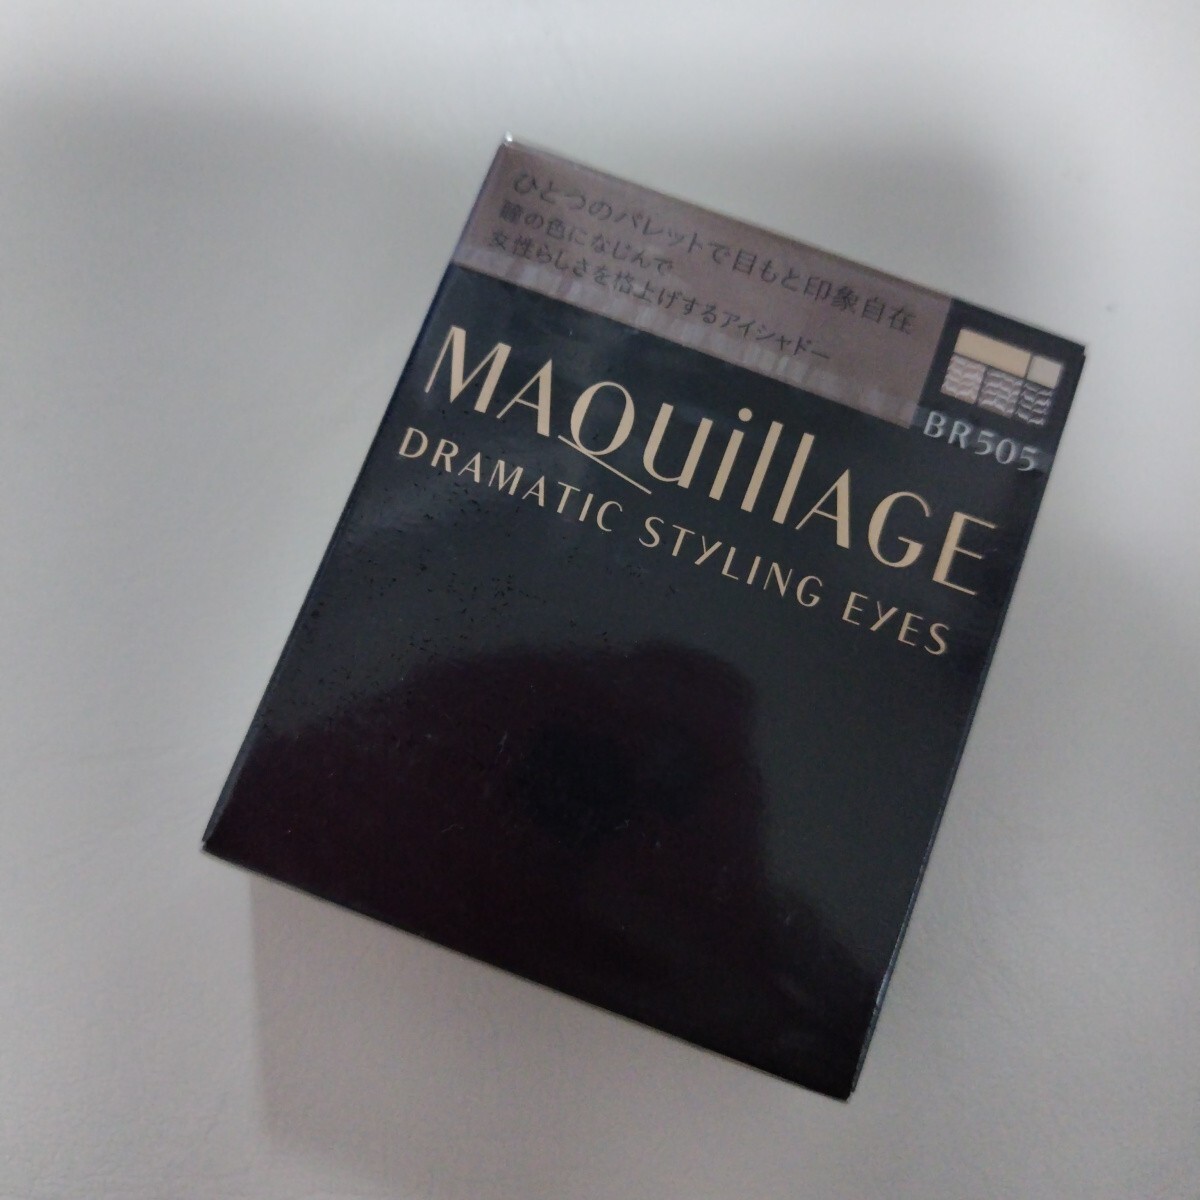 ひとつのパレットで目もと印象自在
瞳の色になじんで
女性らしさを格上げするアイシャドー
BR505
MAQuillAGE
DRAMATIC STYLING EYES